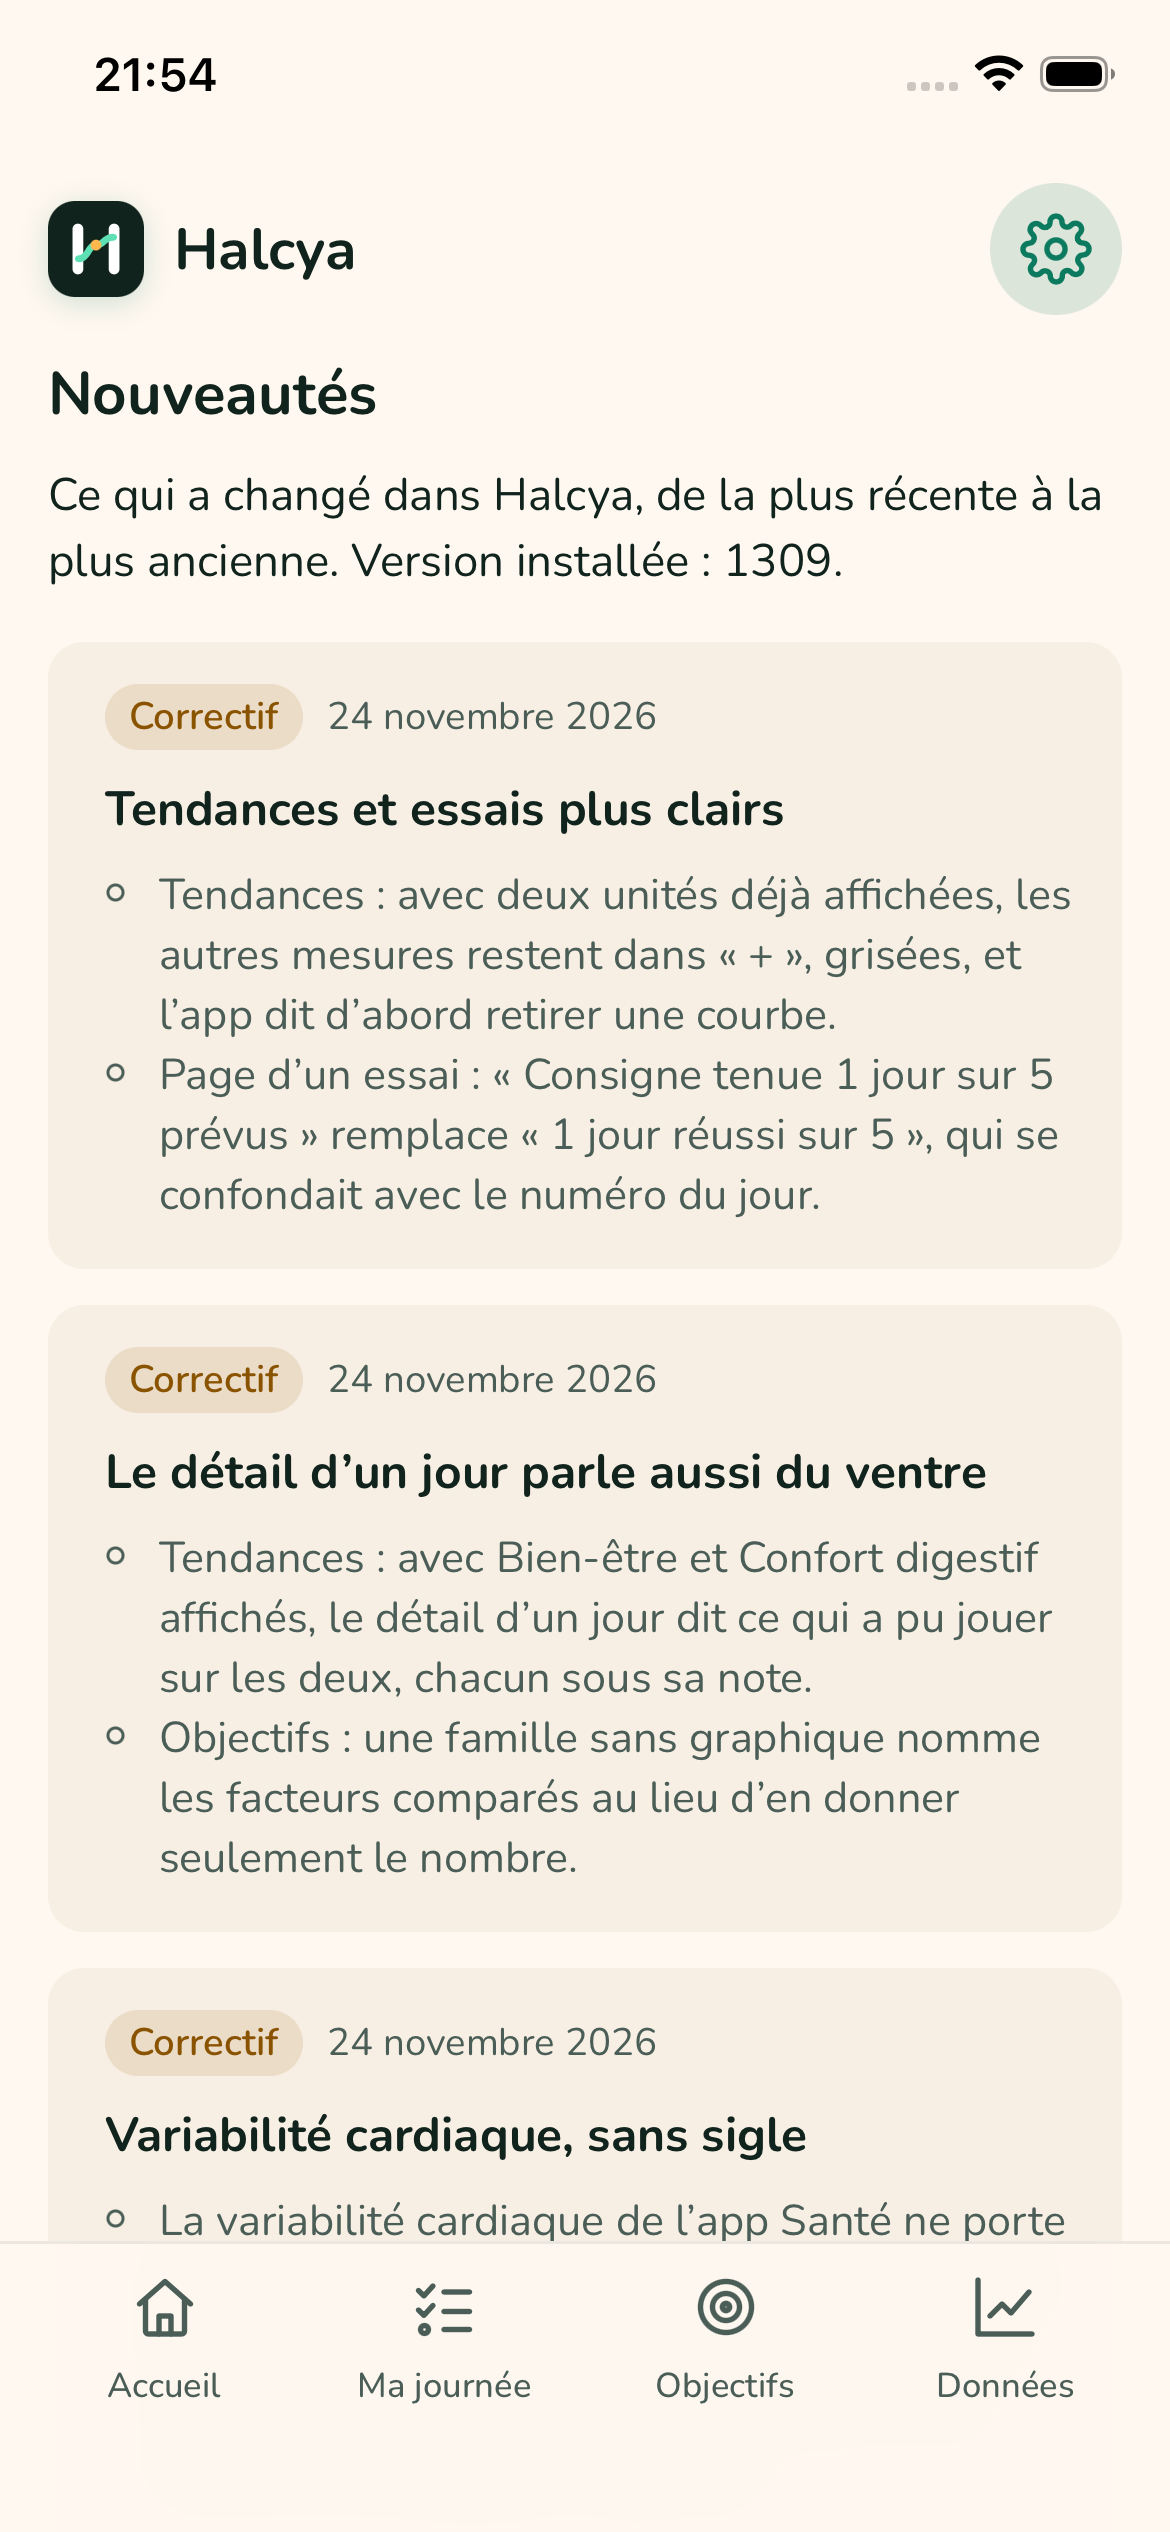 21:54
Halcya
Nouveautés
Ce qui a changé dans Halcya, de la plus récente à la
plus ancienne. Version installée : 1309.
Correctif 24 novembre 2026
Tendances et essais plus clairs
Tendances : avec deux unités déjà affichées, les
autres mesures restent dans « + », grisées, et
l’app dit d’abord retirer une courbe.
Page d’un essai : « Consigne tenue 1 jour sur 5
prévus » remplace « 1 jour réussi sur 5 », qui se
confondait avec le numéro du jour.
Correctif 24 novembre 2026
Le détail d’un jour parle aussi du ventre
Tendances : avec Bien-être et Confort digestif
affichés, le détail d’un jour dit ce qui a pu jouer
sur les deux, chacun sous sa note.
Objectifs : une famille sans graphique nomme
les facteurs comparés au lieu d’en donner
seulement le nombre.
Correctif 24 novembre 2026
Variabilité cardiaque, sans sigle
La variabilité cardiaque de l’app Santé ne porte
Accueil Ma journée Objectifs Données